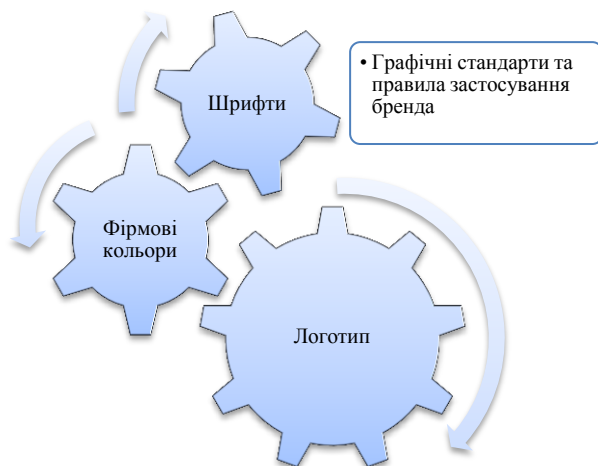 • Графічні стандарти та
правила застосування
бренда
Шрифти
Фірмові
кольори
Логотип